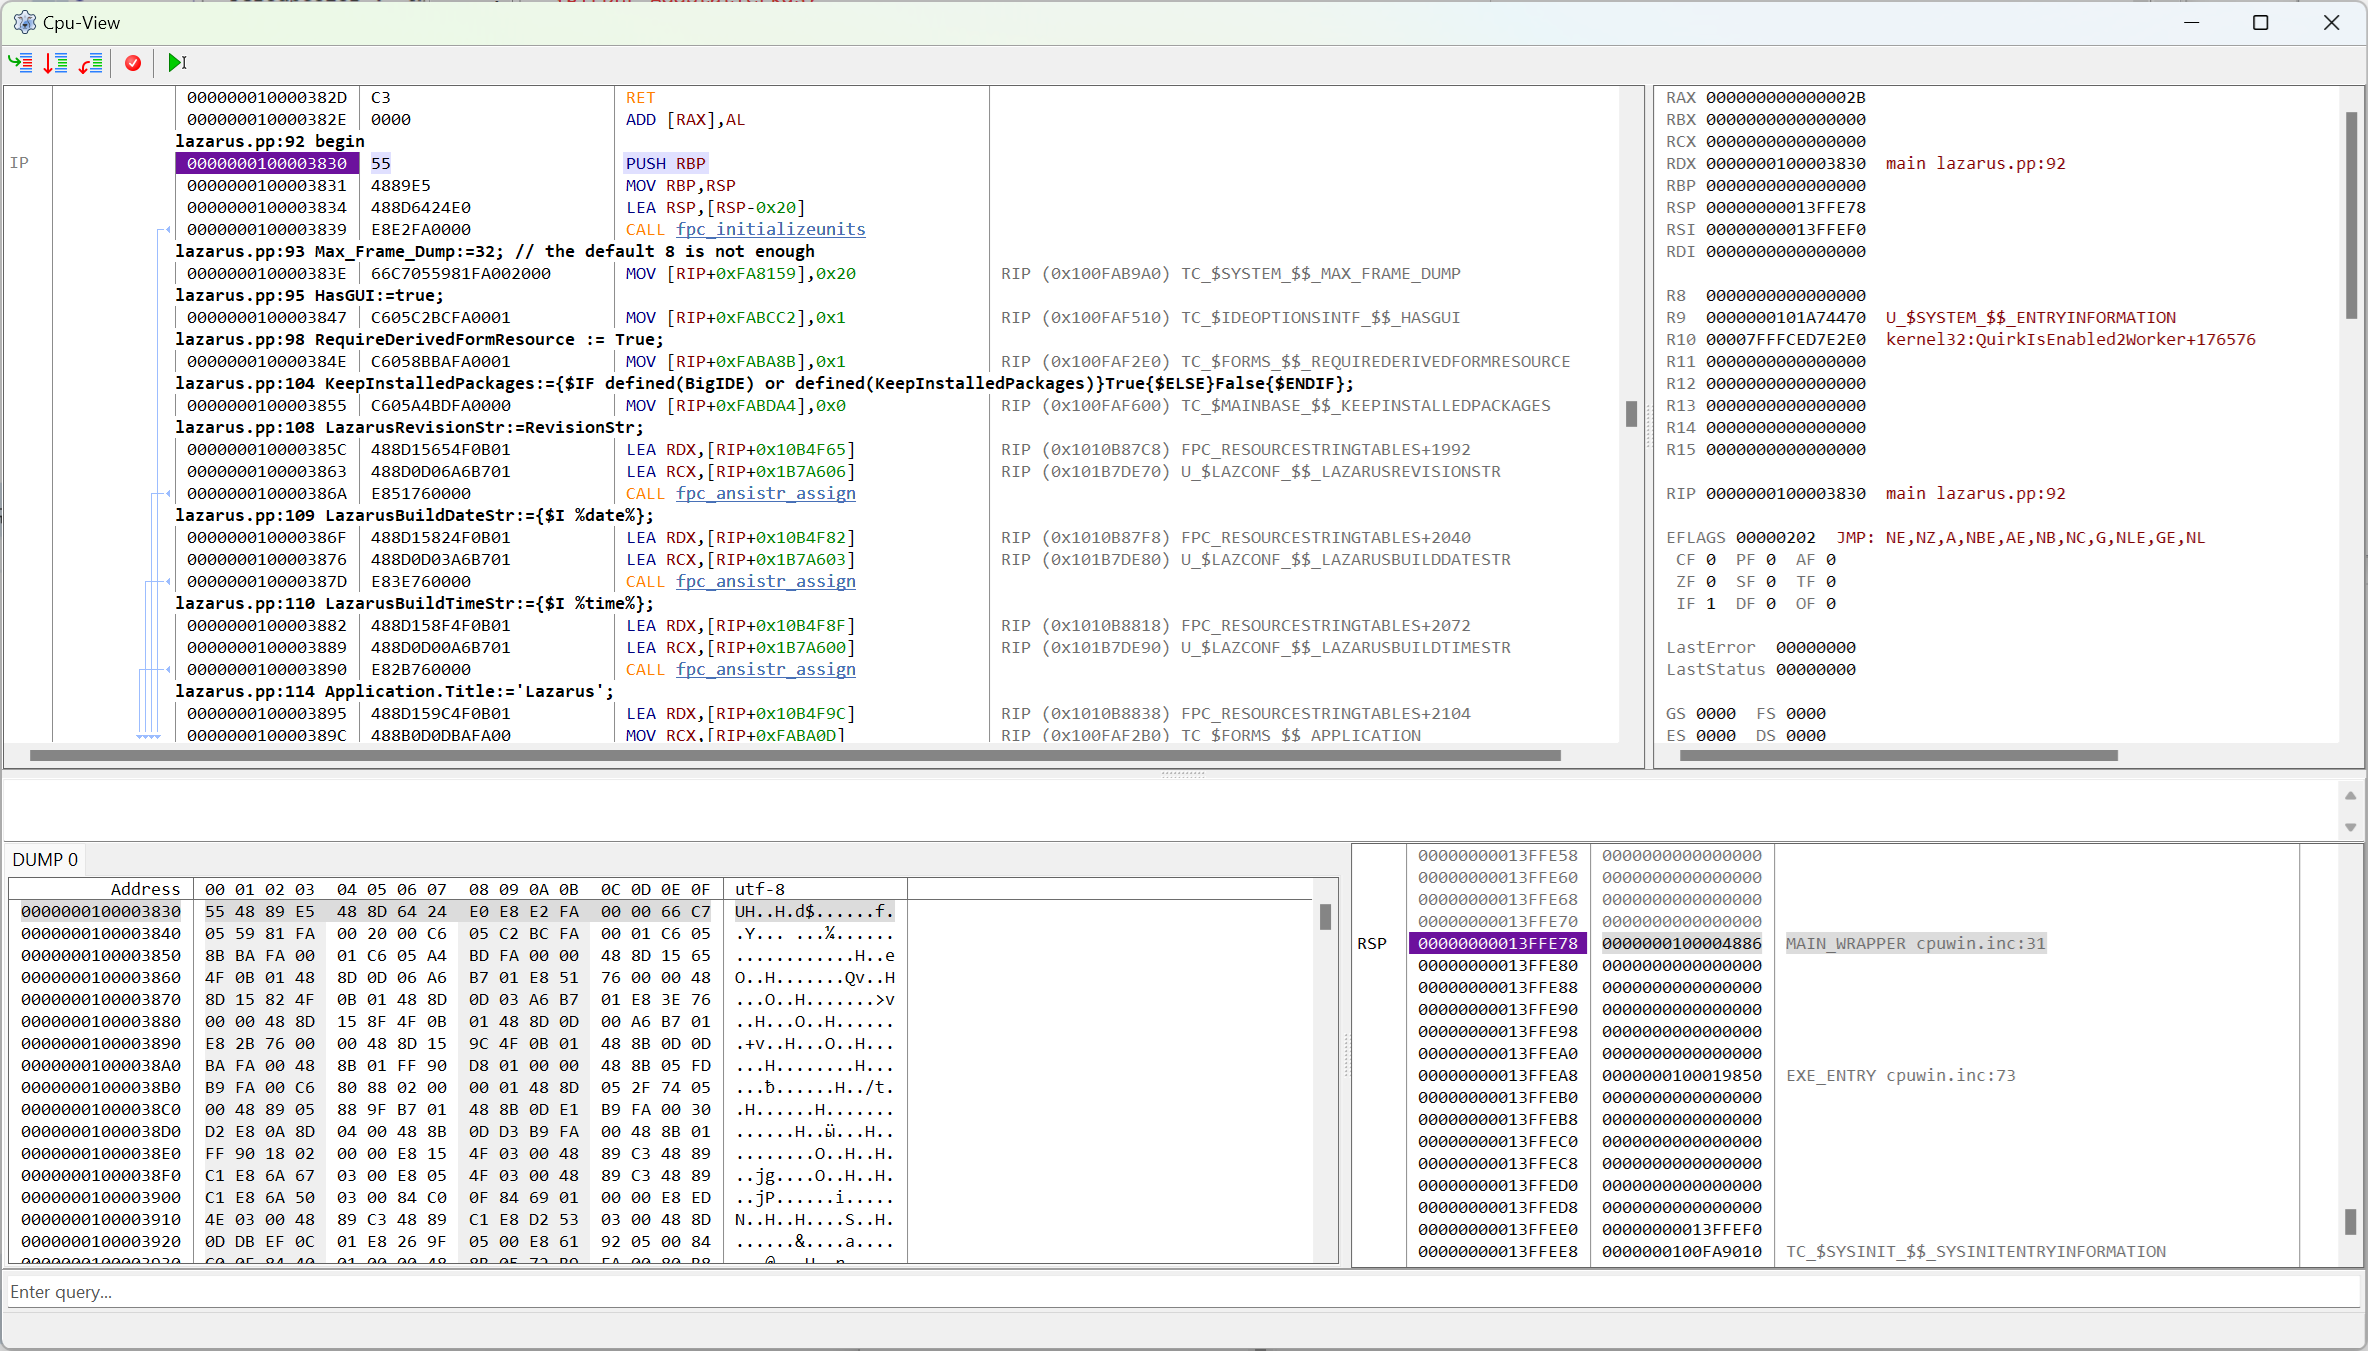 Cpu-View
000000010000382D C3 RET
000000010000382E 0000 ADD [RAX],AL
lazarus.pp:92 begin
IP 0000000100003830 55 PUSH RBP
0000000100003831 4889E5 MOV RBP,RSP
0000000100003834 488D6424E0 LEA RSP,[RSP-0x20]
0000000100003839 E8E2FA0000 CALL fpc_initializeunits
lazarus.pp:93 Max_Frame_Dump:=32; // the default 8 is not enough
000000010000383E 66C7055981FA002000 MOV [RIP+0xFA8159],0x20 RIP (0x100FAB9A0) TC_$SYSTEM_$$_MAX_FRAME_DUMP
lazarus.pp:95 HasGUI:=true;
0000000100003847 C605C2BCFA0001 MOV [RIP+0xFABCC2],0x1 RIP (0x100FAF510) TC_$IDEOPTIONSINTF_$$_HASGUI
lazarus.pp:98 RequireDerivedFormResource := True;
000000010000384E C6058BBAFA0001 MOV [RIP+0xFABA8B],0x1 RIP (0x100FAF2E0) TC_$FORMS_$$_REQUIREDERIVEDFORMRESOURCE
lazarus.pp:104 KeepInstalledPackages:={$IF defined(BigIDE) or defined(KeepInstalledPackages)}True{$ELSE}False{$ENDIF};
0000000100003855 C605A4BDFA0000 MOV [RIP+0xFABDA4],0x0 RIP (0x100FAF600) TC_$MAINBASE_$$_KEEPINSTALLEDPACKAGES
lazarus.pp:108 LazarusRevisionStr:=RevisionStr;
000000010000385C 488D15654F0B01 LEA RDX,[RIP+0x10B4F65] RIP (0x1010B87C8) FPC_RESOURCESTRINGTABLES+1992
0000000100003863 488D0D06A6B701 LEA RCX,[RIP+0x1B7A606] RIP (0x101B7DE70) U_$LAZCONF_$$_LAZARUSREVISIONSTR
000000010000386A E851760000 CALL fpc_ansistr_assign
lazarus.pp:109 LazarusBuildDateStr:={$I %date%};
000000010000386F 488D15824F0B01 LEA RDX,[RIP+0x10B4F82] RIP (0x1010B87F8) FPC_RESOURCESTRINGTABLES+2040
0000000100003876 488D0D03A6B701 LEA RCX,[RIP+0x1B7A603] RIP (0x101B7DE80) U_$LAZCONF_$$_LAZARUSBUILDDATESTR
000000010000387D E83E760000 CALL fpc_ansistr_assign
lazarus.pp:110 LazarusBuildTimeStr:={$I %time%};
0000000100003882 488D158F4F0B01 LEA RDX,[RIP+0x10B4F8F] RIP (0x1010B8818) FPC_RESOURCESTRINGTABLES+2072
0000000100003889 488D0D00A6B701 LEA RCX,[RIP+0x1B7A600] RIP (0x101B7DE90) U_$LAZCONF_$$_LAZARUSBUILDTIMESTR
0000000100003890 E82B760000 CALL fpc_ansistr_assign
lazarus.pp:114 Application.Title:='Lazarus';
0000000100003895 488D159C4F0B01 LEA RDX,[RIP+0x10B4F9C] RIP (0x1010B8838) FPC_RESOURCESTRINGTABLES+2104
000000010000389C 488B0D0DBAFA00 MOV RCX,[RIP+0xFABA0D] RIP (0x100FAF2B0) TC_$FORMS_$$_APPLICATION
RAX 000000000000002B
RBX 0000000000000000
RCX 0000000000000000
RDX 0000000100003830 main lazarus.pp:92
RBP 0000000000000000
RSP 00000000013FFE78
RSI 00000000013FFEF0
RDI 0000000000000000
R8 0000000000000000
R9 0000000101A74470 U_$SYSTEM_$$_ENTRYINFORMATION
R10 00007FFFCED7E2E0 kernel32:QuirkIsEnabled2Worker+176576
R11 0000000000000000
R12 0000000000000000
R13 0000000000000000
R14 0000000000000000
R15 0000000000000000
RIP 0000000100003830 main lazarus.pp:92
EFLAGS 00000202 JMP: NE,NZ,A,NBE,AE,NB,NC,G,NLE,GE,NL
CF 0 PF 0 AF 0
ZF 0 SF 0 TF 0
IF 1 DF 0 OF 0
LastError 00000000
LastStatus 00000000
GS 0000 FS 0000
ES 0000 DS 0000
DUMP 0
Address 00 01 02 03 04 05 06 07 08 09 0A 0B 0C 0D 0E 0F utf-8
0000000100003830 55 48 89 E5 48 8D 64 24 E0 E8 E2 FA 00 00 66 C7 UH..H.d$......f.
0000000100003840 05 59 81 FA 00 20 00 C6 05 C2 BC FA 00 01 C6 05 .Y... ...¼......
0000000100003850 8B BA FA 00 01 C6 05 A4 BD FA 00 00 48 8D 15 65 ............H..e
0000000100003860 4F 0B 01 48 8D 0D 06 A6 B7 01 E8 51 76 00 00 48 O..H.......Qv..H
0000000100003870 8D 15 82 4F 0B 01 48 8D 0D 03 A6 B7 01 E8 3E 76 ...O..H.......>v
0000000100003880 00 00 48 8D 15 8F 4F 0B 01 48 8D 0D 00 A6 B7 01 ..H...O..H......
0000000100003890 E8 2B 76 00 00 48 8D 15 9C 4F 0B 01 48 8B 0D 0D .+v..H...O..H...
00000001000038A0 BA FA 00 48 8B 01 FF 90 D8 01 00 00 48 8B 05 FD ...H........H...
00000001000038B0 B9 FA 00 C6 80 88 02 00 00 01 48 8D 05 2F 74 05 ...ƀ......H../t.
00000001000038C0 00 48 89 05 88 9F B7 01 48 8B 0D E1 B9 FA 00 30 .H......H.......
00000001000038D0 D2 E8 0A 8D 04 00 48 8B 0D D3 B9 FA 00 48 8B 01 ......H..ӹ...H..
00000001000038E0 FF 90 18 02 00 00 E8 15 4F 03 00 48 89 C3 48 89 ........O..H..H.
00000001000038F0 C1 E8 6A 67 03 00 E8 05 4F 03 00 48 89 C3 48 89 ..jg....O..H..H.
0000000100003900 C1 E8 6A 50 03 00 84 C0 0F 84 69 01 00 00 E8 ED ..jP......i.....
0000000100003910 4E 03 00 48 89 C3 48 89 C1 E8 D2 53 03 00 48 8D N..H..H....S..H.
0000000100003920 0D DB EF 0C 01 E8 26 9F 05 00 E8 61 92 05 00 84 ......&....a....
00000000013FFE58 0000000000000000
00000000013FFE60 0000000000000000
00000000013FFE68 0000000000000000
00000000013FFE70 0000000000000000
RSP 00000000013FFE78 0000000100004886 MAIN_WRAPPER cpuwin.inc:31
00000000013FFE80 0000000000000000
00000000013FFE88 0000000000000000
00000000013FFE90 0000000000000000
00000000013FFE98 0000000000000000
00000000013FFEA0 0000000000000000
00000000013FFEA8 0000000100019850 EXE_ENTRY cpuwin.inc:73
00000000013FFEB0 0000000000000000
00000000013FFEB8 0000000000000000
00000000013FFEC0 0000000000000000
00000000013FFEC8 0000000000000000
00000000013FFED0 0000000000000000
00000000013FFED8 0000000000000000
00000000013FFEE0 00000000013FFEF0
00000000013FFEE8 0000000100FA9010 TC_$SYSINIT_$$_SYSINITENTRYINFORMATION
Enter query...